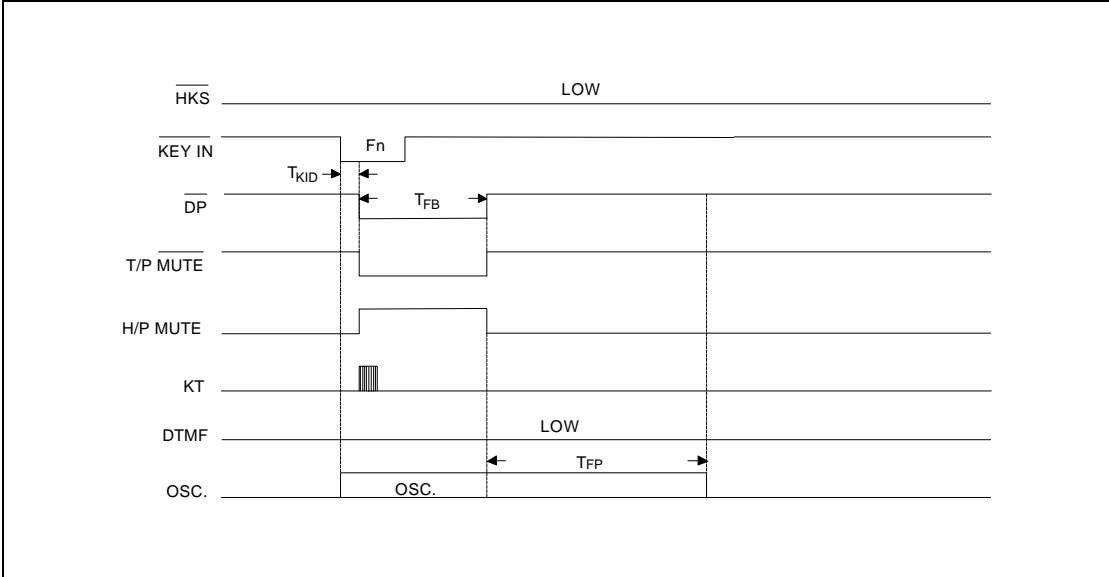 HKS LOW
KEY IN Fn
TKID
DP TFB
T/P MUTE
H/P MUTE
KT
DTMF LOW
TFP
OSC. OSC.